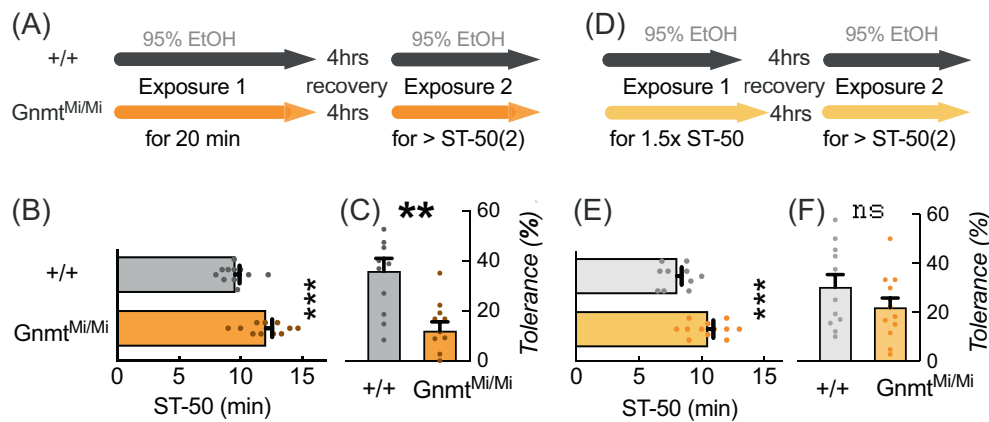 (A)
95% EtOH 95% EtOH
+/+ 4hrs
Exposure 1 recovery Exposure 2
Gnmt^Mi/Mi 4hrs
for 20 min for > ST-50(2)
(D)
95% EtOH 95% EtOH
4hrs
Exposure 1 recovery Exposure 2
4hrs
for 1.5x ST-50 for > ST-50(2)
(B)
+/+
Gnmt^Mi/Mi
***
0 5 10 15
ST-50 (min)
(C)
**
60
40
20
0
Tolerance (%)
+/+ Gnmt^Mi/Mi
(E)
***
0 5 10 15
ST-50 (min)
(F)
ns
60
40
20
0
Tolerance (%)
+/+ Gnmt^Mi/Mi